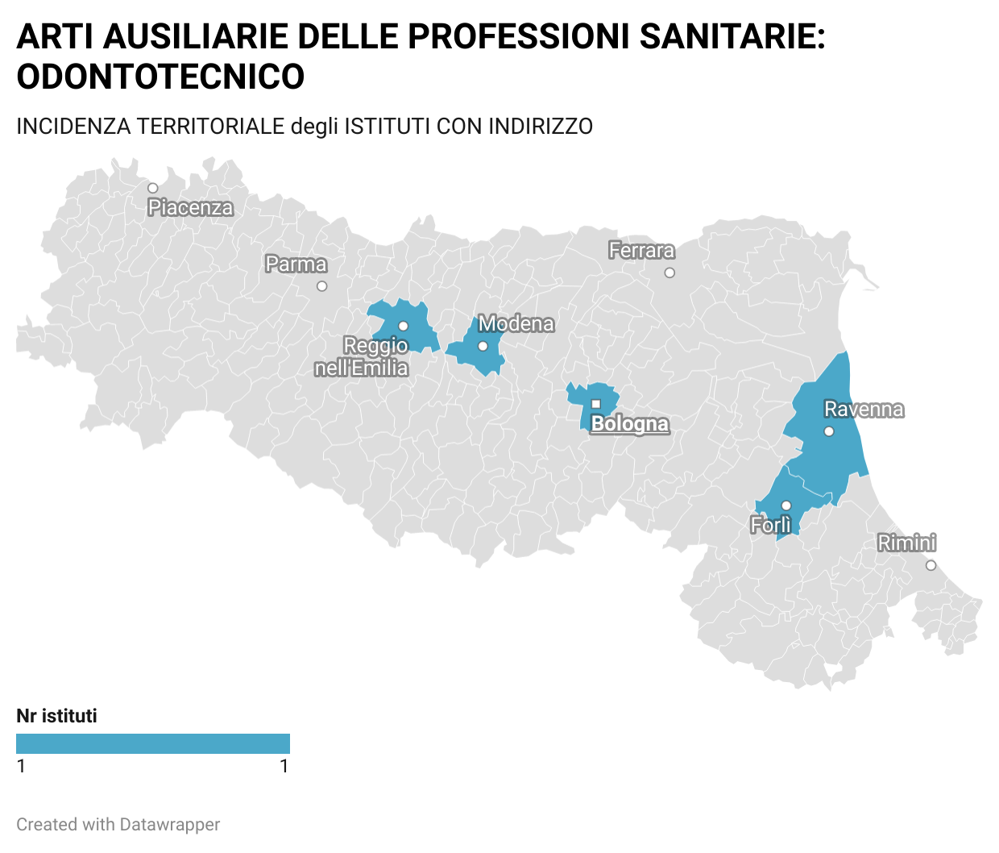 ARTI AUSILIARIE DELLE PROFESSIONI SANITARIE:
ODONTOTECNICO
INCIDENZA TERRITORIALE degli ISTITUTI CON INDIRIZZO
Piacenza
Parma
Ferrara
Modena
Reggio
nell'Emilia
Bologna
Ravenna
Forlì
Rimini
Nr istituti
1 1
Created with Datawrapper